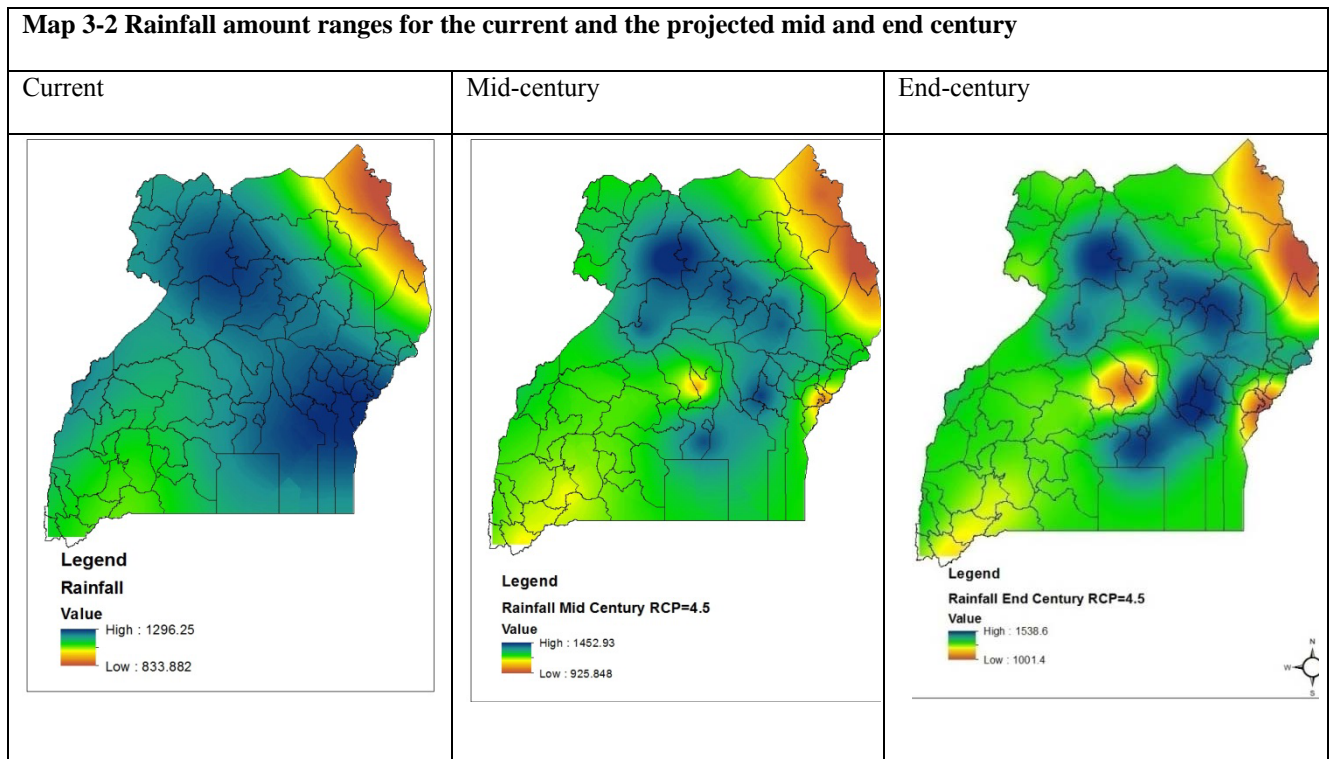 Map 3-2 Rainfall amount ranges for the current and the projected mid and end century
Current
Mid-century
End-century
Legend
Rainfall
Value
High : 1296.25
Low : 833.882
Legend
Rainfall Mid Century RCP=4.5
Value
High : 1452.93
Low : 925.848
Legend
Rainfall End Century RCP=4.5
Value
High : 1538.6
Low : 1001.4
N
W
S